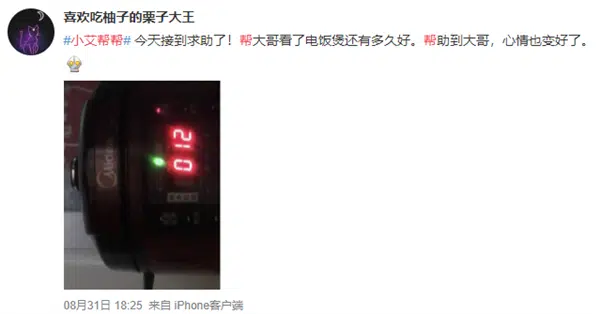 喜欢吃柚子的栗子大王
#小艾帮帮# 今天接到求助了！帮大哥看了电饭煲还有多久好。帮助到大哥，心情也变好了。
Midea
012
08月31日 18:25 来自 iPhone客户端